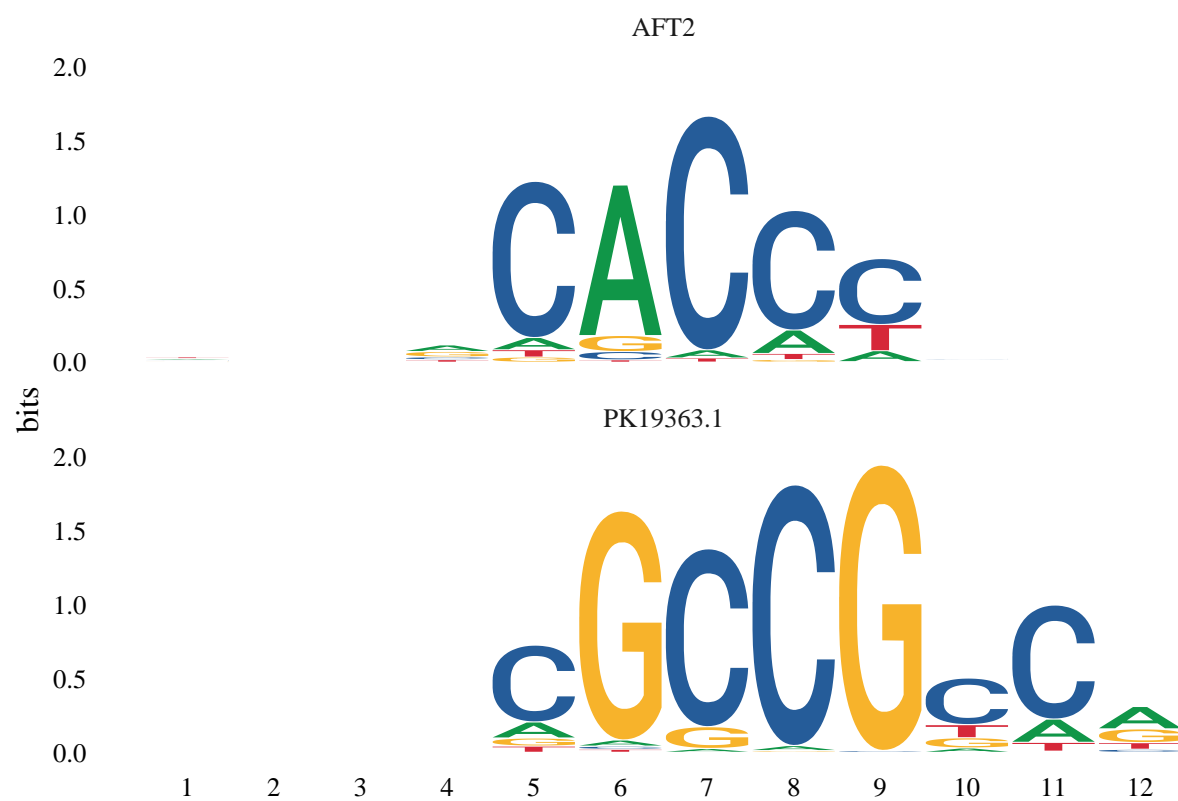 AFT2
2.0
1.5
1.0
0.5
0.0
A
C A G C A C C C
A T G
G C T
A T
A T
T A
bits
PK19363.1
2.0
1.5
1.0
0.5
0.0
C G C C G C C A
A G T A G
G T G T T
T
1 2 3 4 5 6 7 8 9 10 11 12